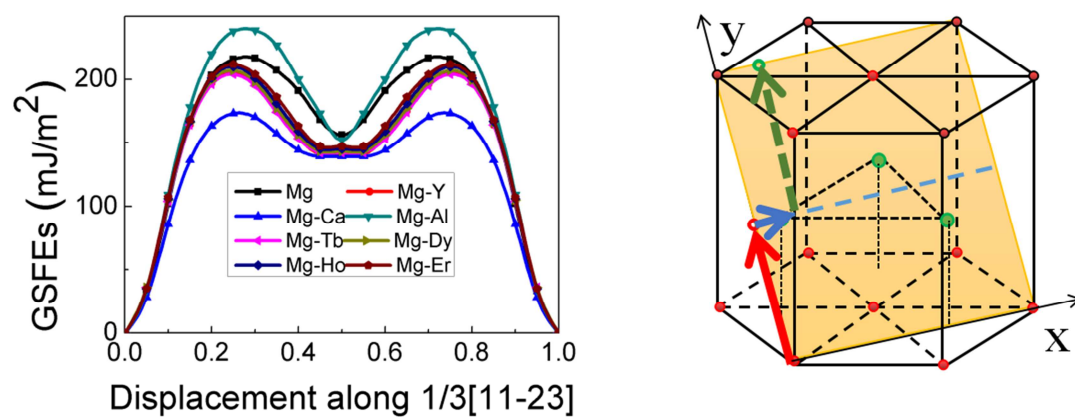 GSFEs (mJ/m²)
200
100
0
Mg
Mg-Y
Mg-Ca
Mg-Al
Mg-Tb
Mg-Dy
Mg-Ho
Mg-Er
0.0 0.2 0.4 0.6 0.8 1.0
Displacement along 1/3[11-23]
y
x